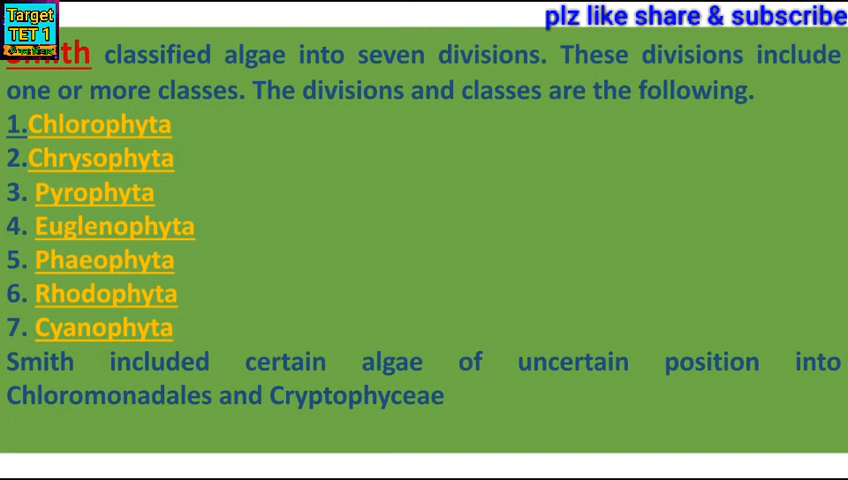 Target
TET 1
plz like share & subscribe
Smith classified algae into seven divisions. These divisions include
one or more classes. The divisions and classes are the following.
1.Chlorophyta
2.Chrysophyta
3. Pyrophyta
4. Euglenophyta
5. Phaeophyta
6. Rhodophyta
7. Cyanophyta
Smith included certain algae of uncertain position into
Chloromonadales and Cryptophyceae